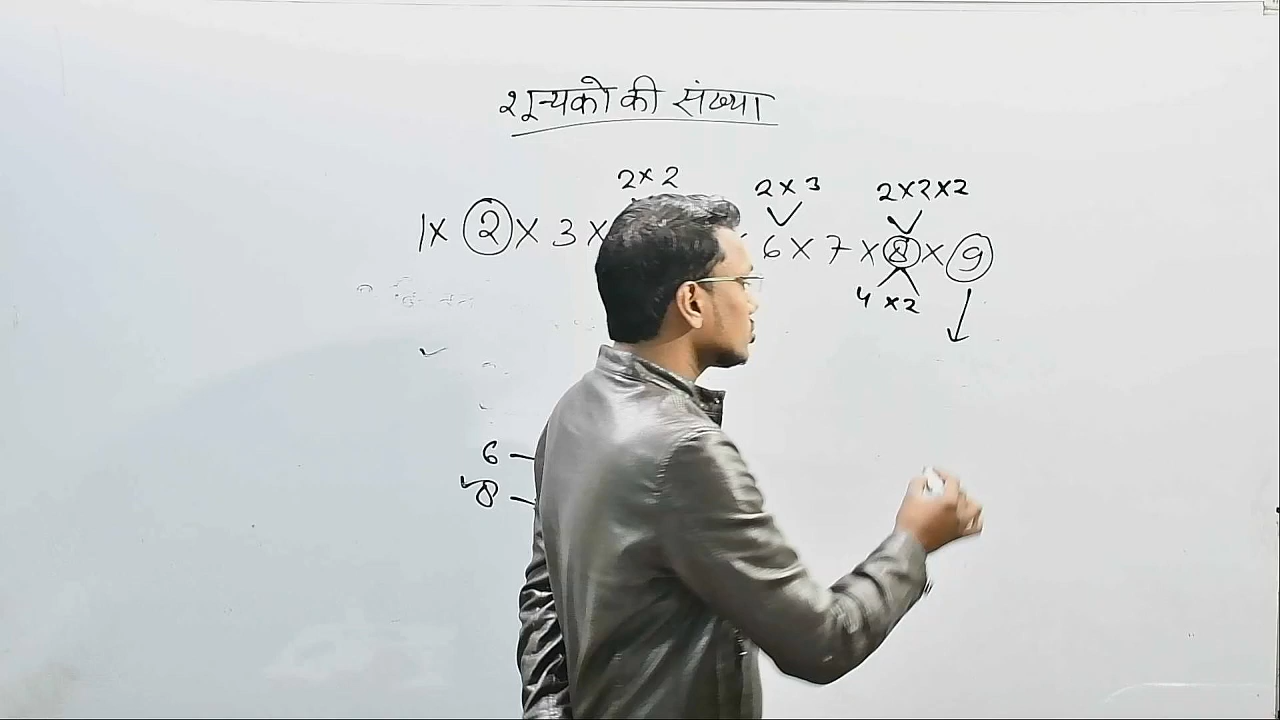 शून्यको की संख्या
2×2 2×3 2×2×2
1× 2 × 3 × 6 × 7 × 8 × 9
4 ×2
6 –
8 –